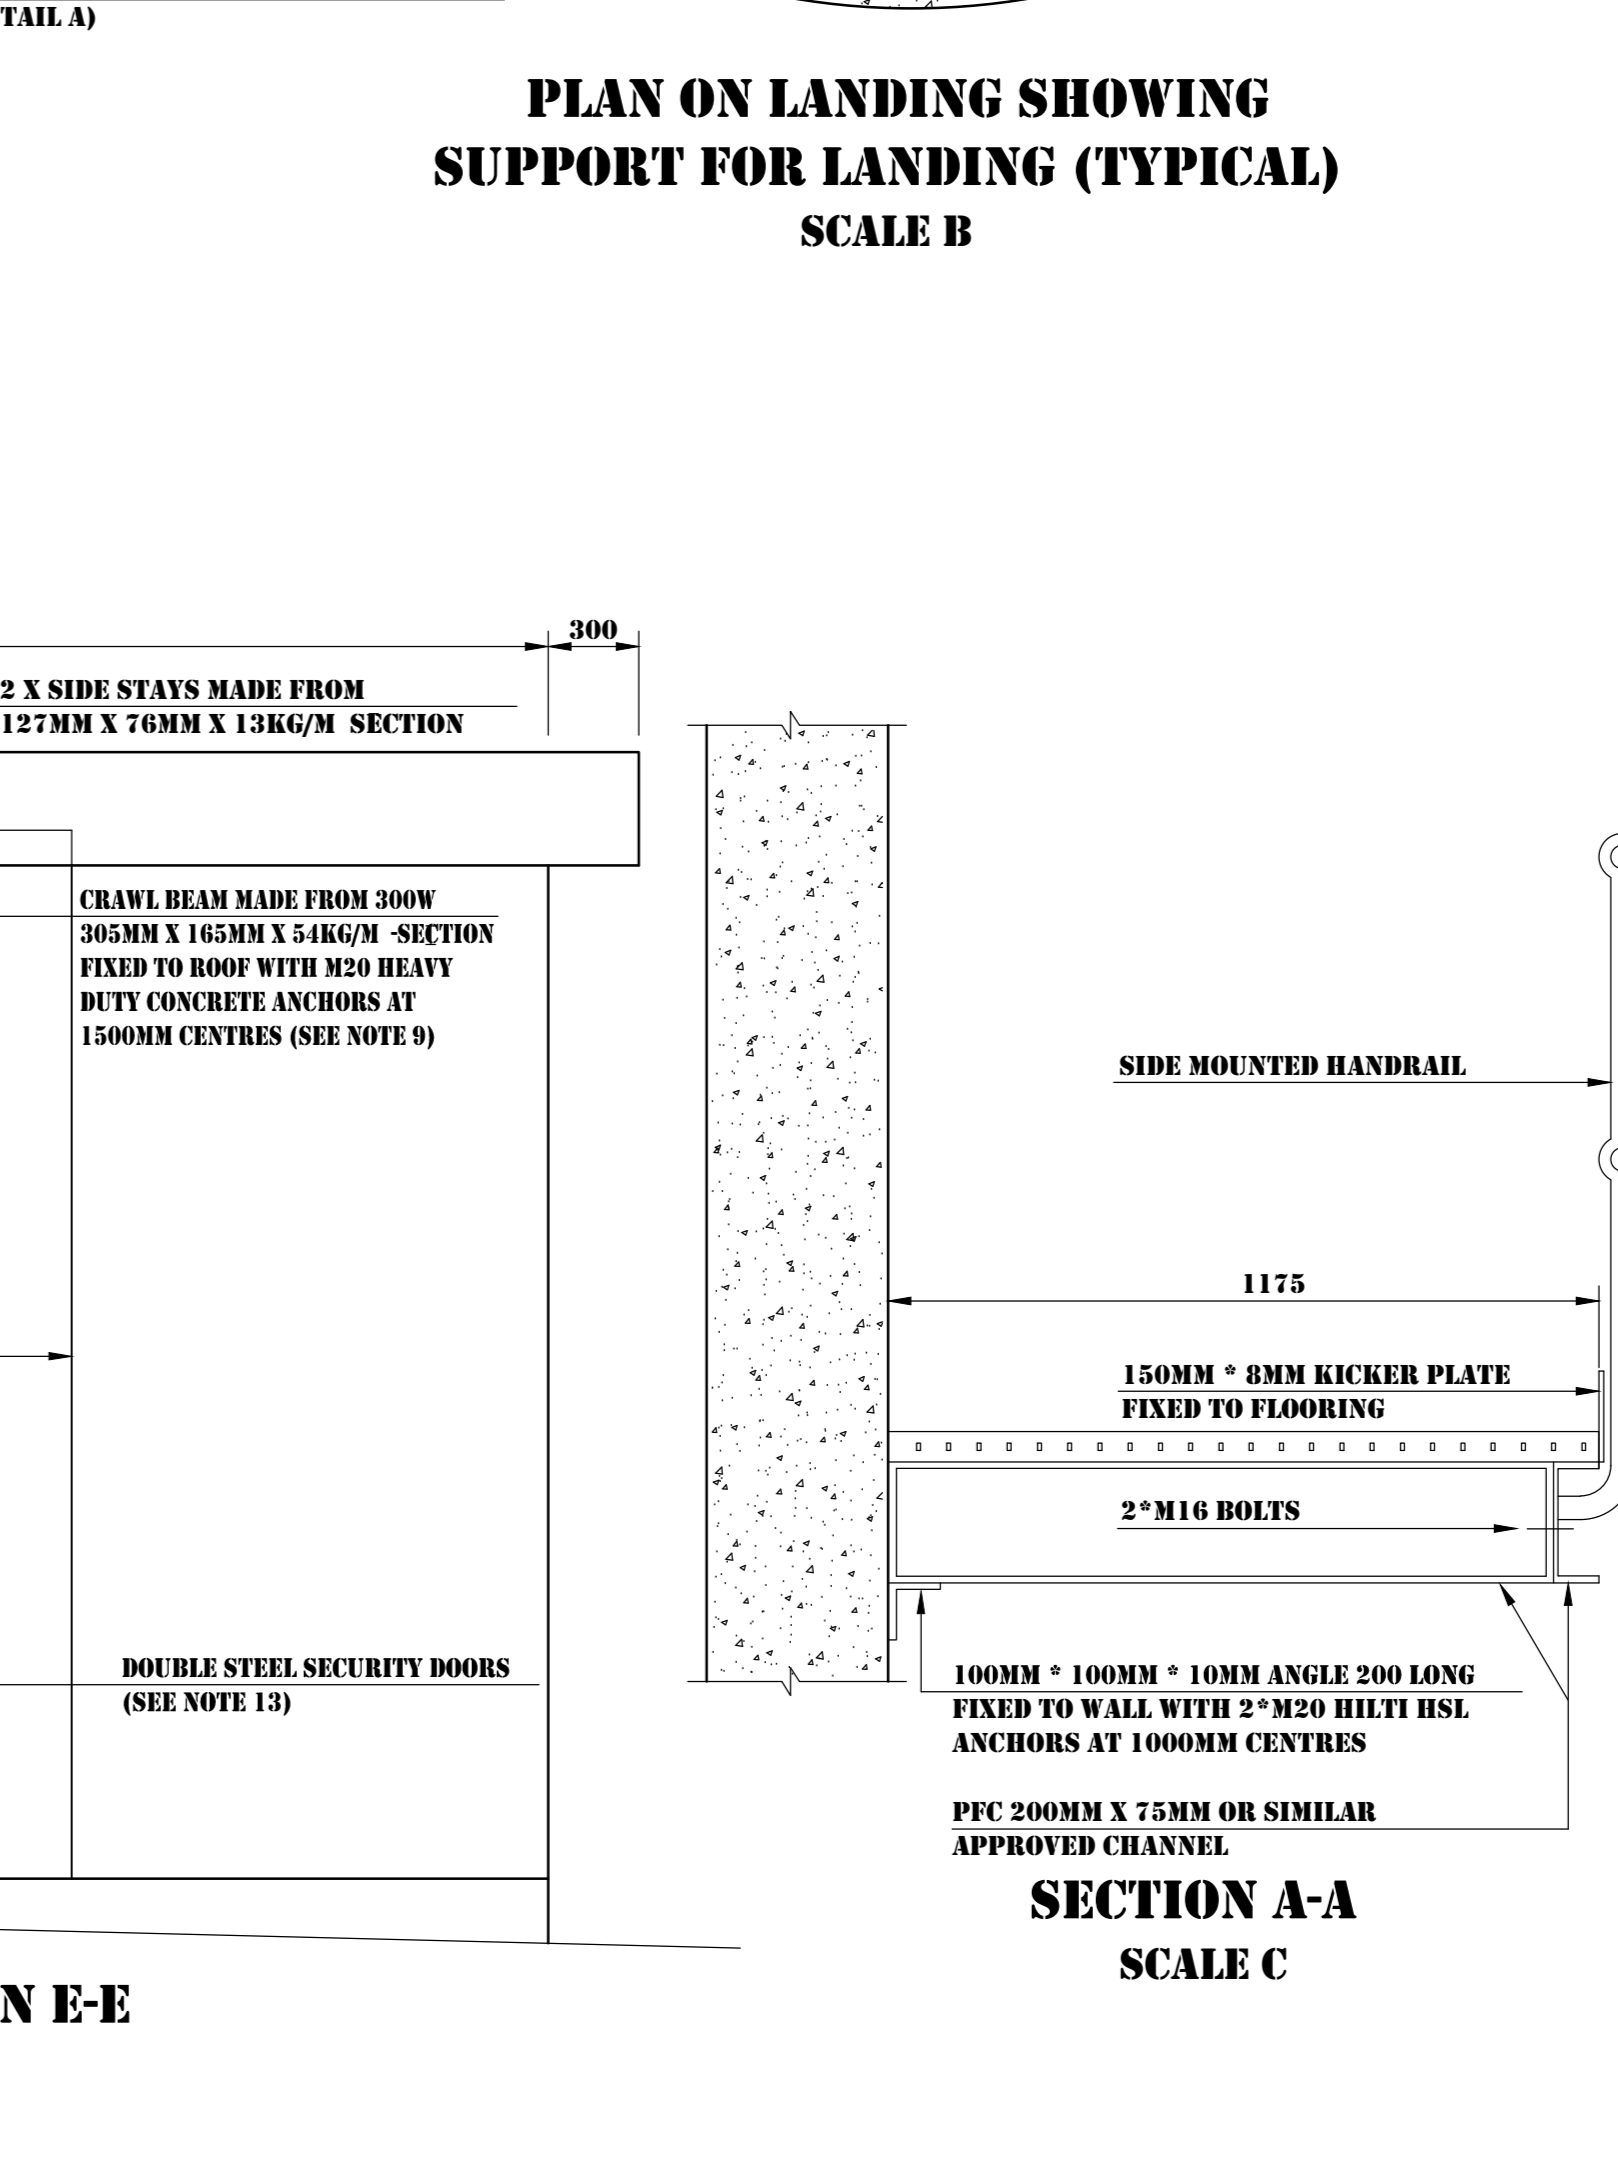 TAIL A)
PLAN ON LANDING SHOWING
SUPPORT FOR LANDING (TYPICAL)
SCALE B
300
2 X SIDE STAYS MADE FROM
127MM X 76MM X 13KG/M I SECTION
CRAWL BEAM MADE FROM 300W
305MM X 165MM X 54KG/M I-SECTION
FIXED TO ROOF WITH M20 HEAVY
DUTY CONCRETE ANCHORS AT
1500MM CENTRES (SEE NOTE 9)
SIDE MOUNTED HANDRAIL
1175
150MM * 8MM KICKER PLATE
FIXED TO FLOORING
2*M16 BOLTS
DOUBLE STEEL SECURITY DOORS
(SEE NOTE 13)
100MM * 100MM * 10MM ANGLE 200 LONG
FIXED TO WALL WITH 2*M20 HILTI HSL
ANCHORS AT 1000MM CENTRES
PFC 200MM X 75MM OR SIMILAR
APPROVED CHANNEL
SECTION A-A
SCALE C
N E-E